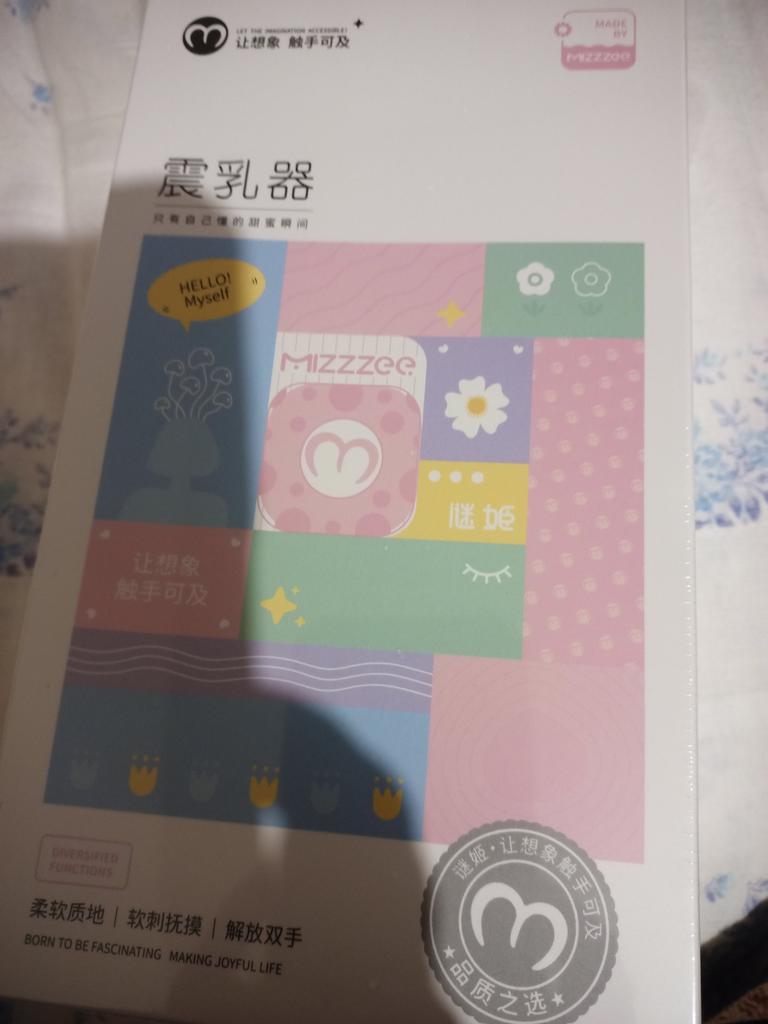 LET THE IMAGINATION ACCESSIBLE!
让想象 触手可及
MADE
BY
MIZZZEE
震乳器
只有自己懂的甜蜜瞬间
HELLO!
Myself
MIZZZEE
谜姬
让想象
触手可及
DIVERSIFIED
FUNCTIONS
柔软质地 | 软刺抚摸 | 解放双手
BORN TO BE FASCINATING MAKING JOYFUL LIFE
谜姬·让想象触手可及
★品质之选★